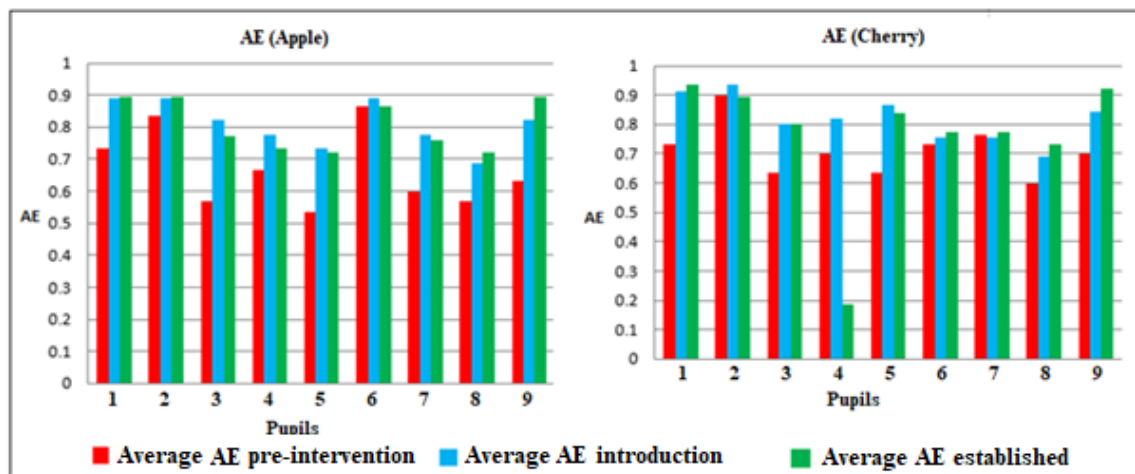 AE (Apple)
1
0.9
0.8
0.7
0.6
0.5
0.4
0.3
0.2
0.1
0
AE
1 2 3 4 5 6 7 8 9
Pupils
AE (Cherry)
1
0.9
0.8
0.7
0.6
0.5
0.4
0.3
0.2
0.1
0
AE
1 2 3 4 5 6 7 8 9
Pupils
Average AE pre-intervention Average AE introduction Average AE established